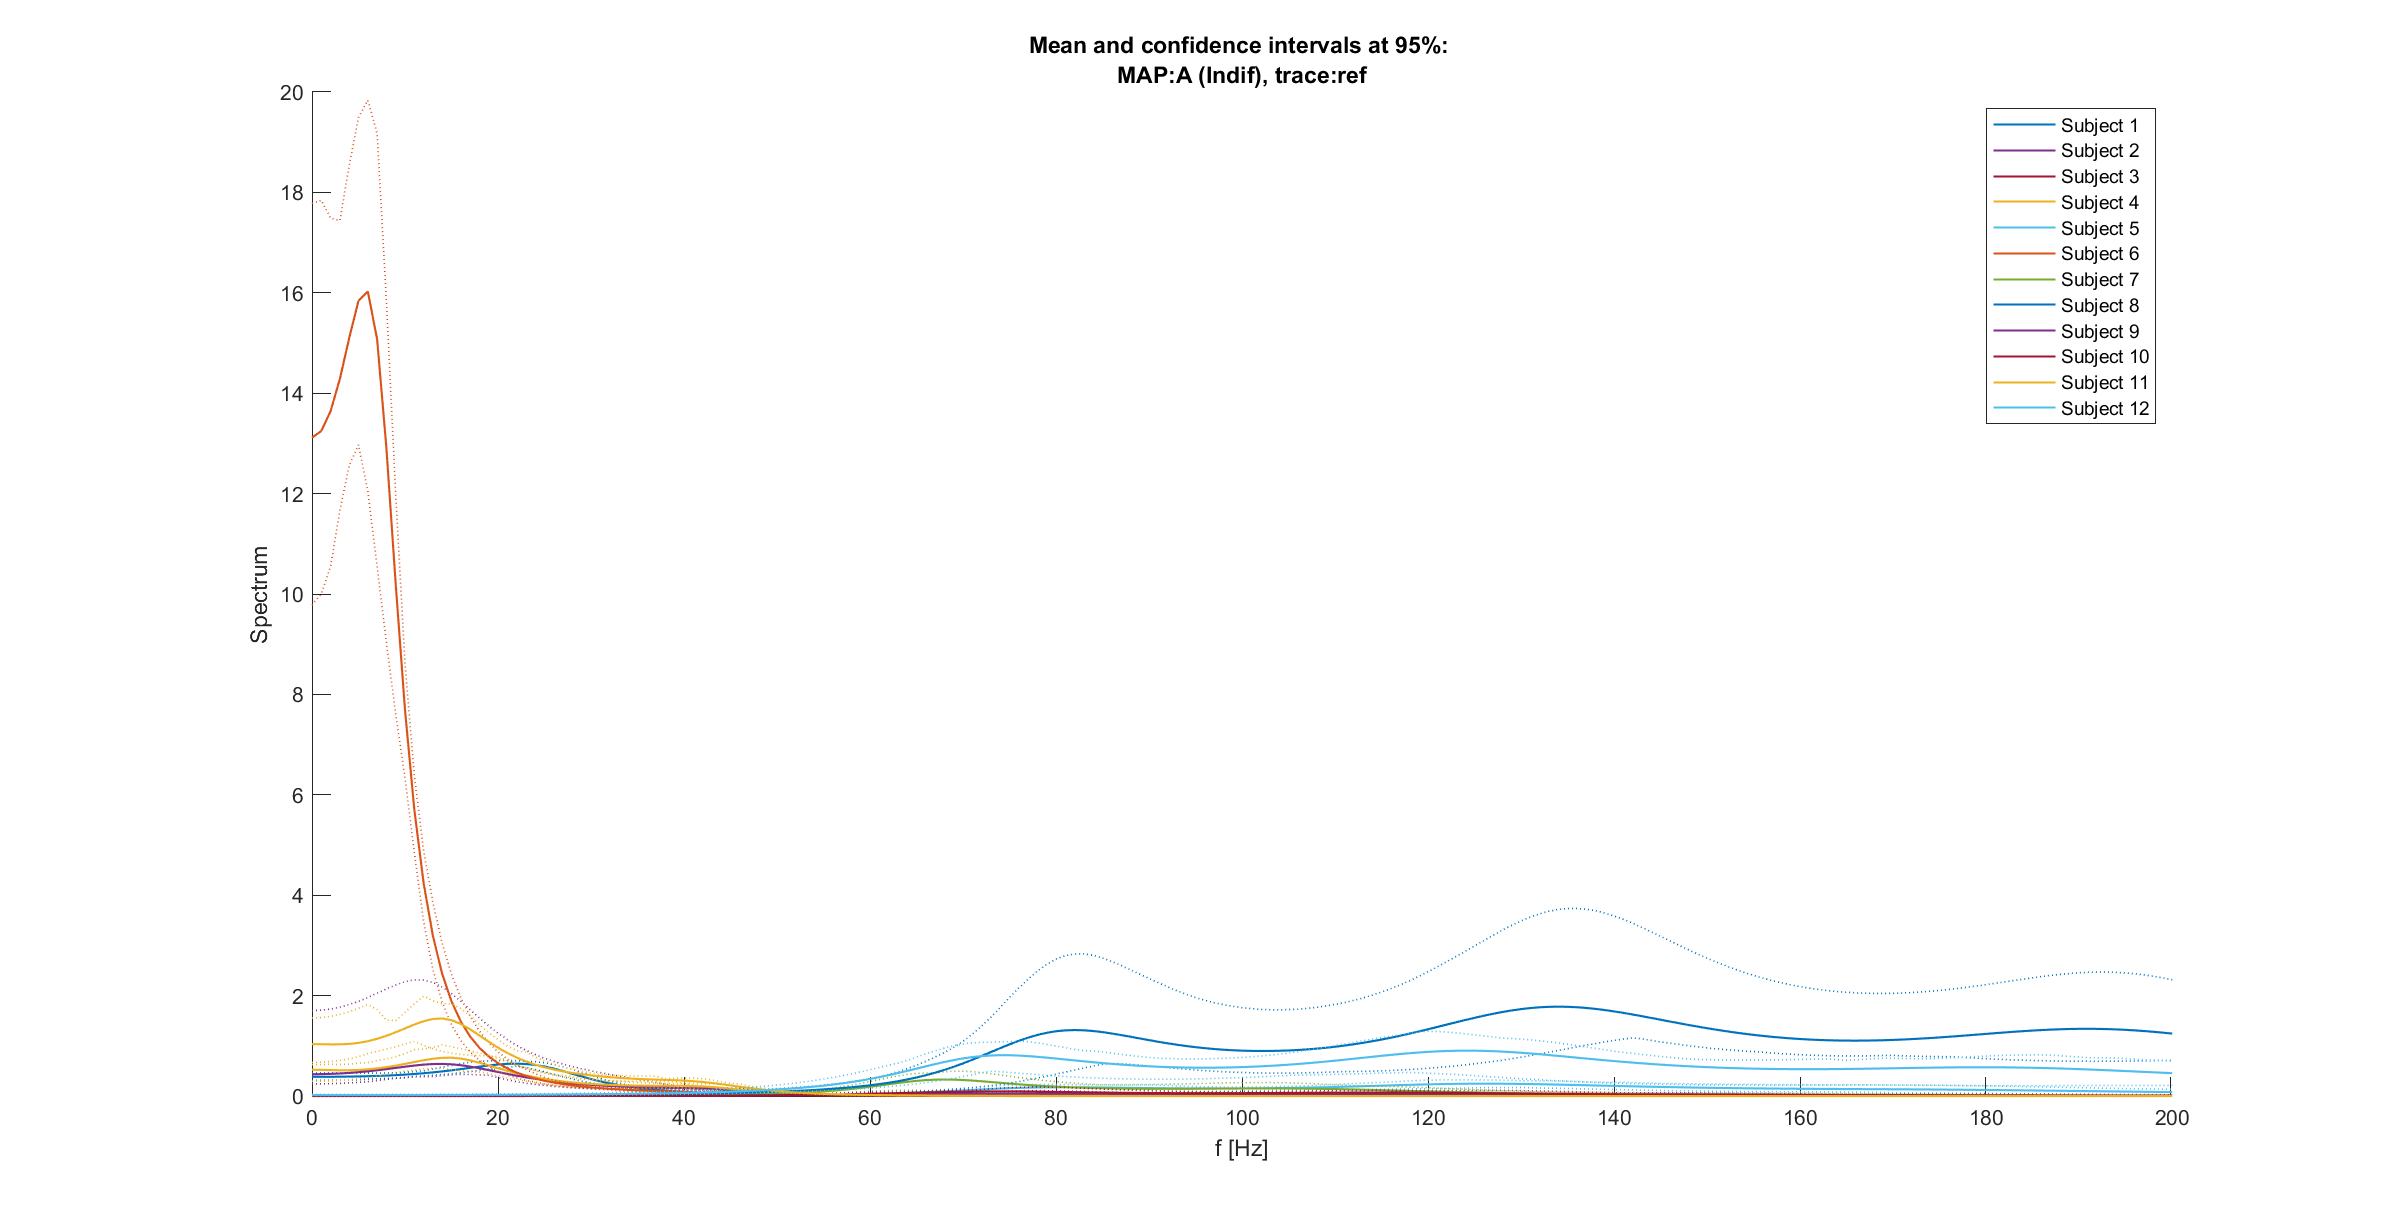 Mean and confidence intervals at 95%:
MAP:A (Indif), trace:ref
20
18
16
14
12
10
8
6
4
2
0
Spectrum
0 20 40 60 80 100 120 140 160 180 200
f [Hz]
Subject 1
Subject 2
Subject 3
Subject 4
Subject 5
Subject 6
Subject 7
Subject 8
Subject 9
Subject 10
Subject 11
Subject 12